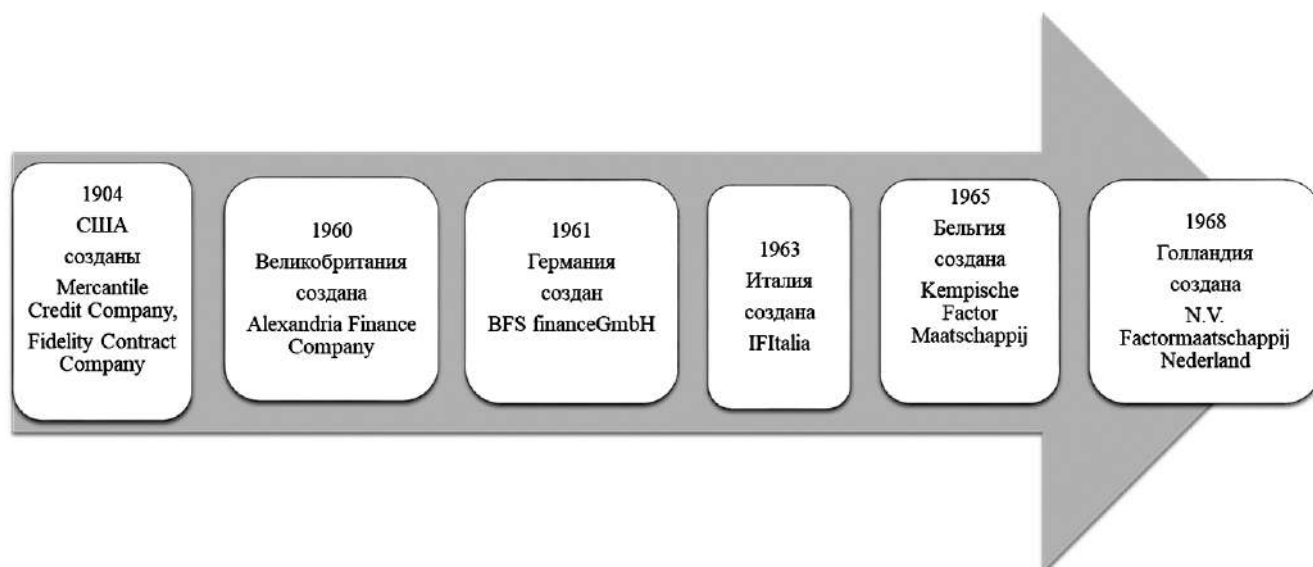 1904
США
созданы
Mercantile
Credit Company,
Fidelity Contract
Company
1960
Великобритания
создана
Alexandria Finance
Company
1961
Германия
создан
BFS financeGmbH
1963
Италия
создана
IFItalia
1965
Бельгия
создана
Kempische
Factor
Maatschappij
1968
Голландия
создана
N.V.
Factormaatschappij
Nederland